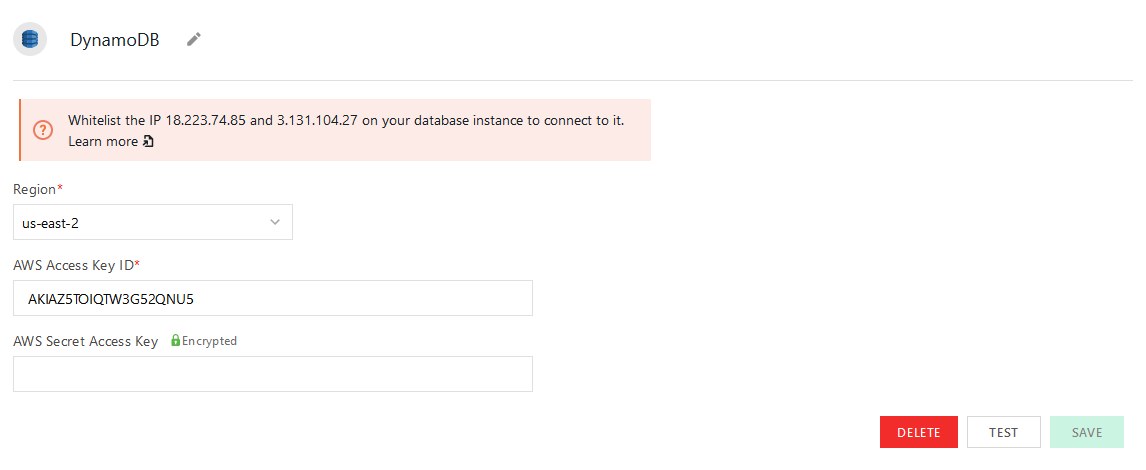 DynamoDB
Whitelist the IP 18.223.74.85 and 3.131.104.27 on your database instance to connect to it.
Learn more
Region*
us-east-2
AWS Access Key ID*
AKIAZ5TOIQTW3G52QNU5
AWS Secret Access Key Encrypted
DELETE TEST SAVE